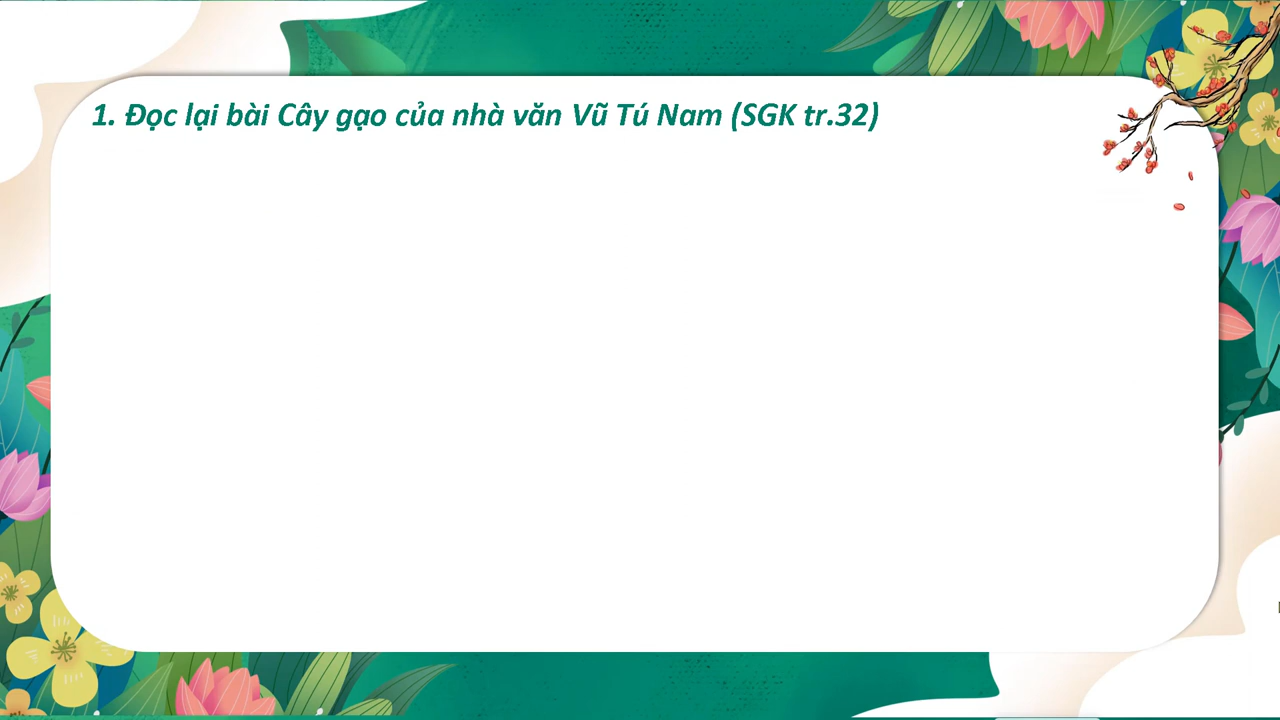 1. Đọc lại bài Cây gạo của nhà văn Vũ Tú Nam (SGK tr.32)